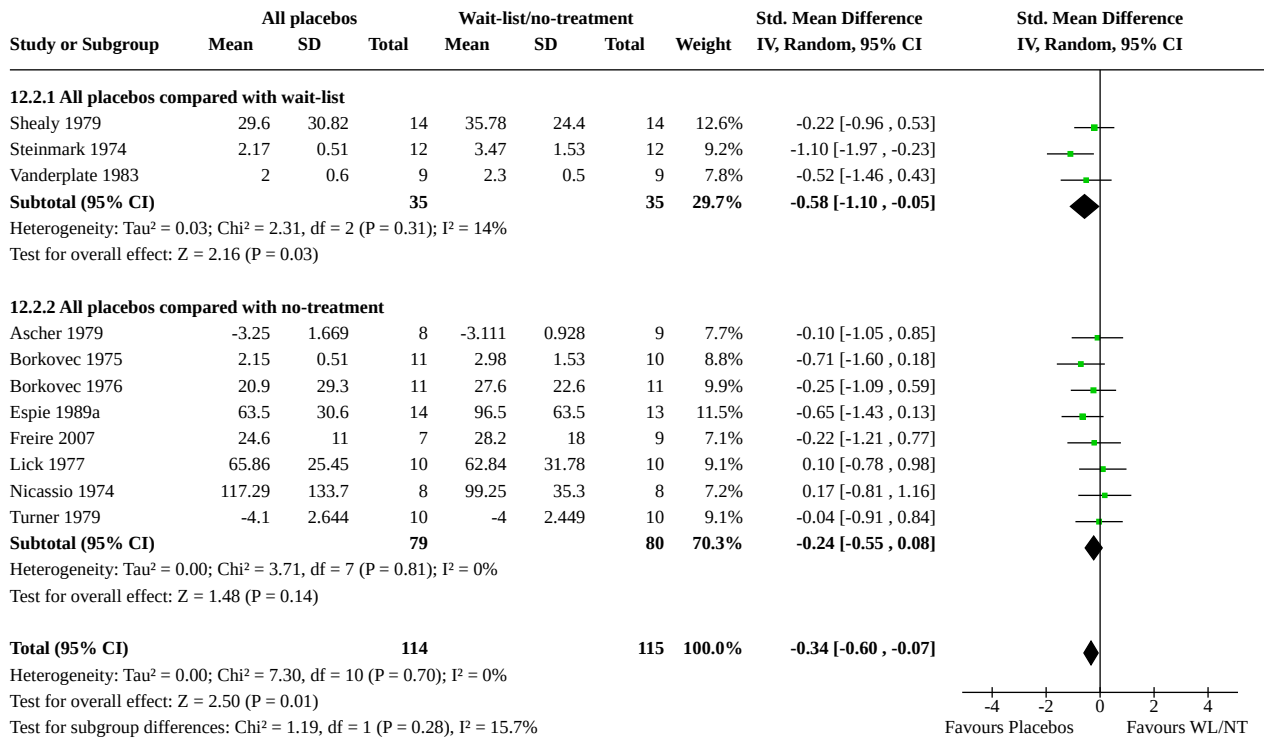 All placebos Wait-list/no-treatment Std. Mean Difference Std. Mean Difference
Study or Subgroup Mean SD Total Mean SD Total Weight IV, Random, 95% CI IV, Random, 95% CI
12.2.1 All placebos compared with wait-list
Shealy 1979 29.6 30.82 14 35.78 24.4 14 12.6% -0.22 [-0.96 , 0.53]
Steinmark 1974 2.17 0.51 12 3.47 1.53 12 9.2% -1.10 [-1.97 , -0.23]
Vanderplate 1983 2 0.6 9 2.3 0.5 9 7.8% -0.52 [-1.46 , 0.43]
Subtotal (95% CI) 35 35 29.7% -0.58 [-1.10 , -0.05]
Heterogeneity: Tau² = 0.03; Chi² = 2.31, df = 2 (P = 0.31); I² = 14%
Test for overall effect: Z = 2.16 (P = 0.03)
12.2.2 All placebos compared with no-treatment
Ascher 1979 -3.25 1.669 8 -3.111 0.928 9 7.7% -0.10 [-1.05 , 0.85]
Borkovec 1975 2.15 0.51 11 2.98 1.53 10 8.8% -0.71 [-1.60 , 0.18]
Borkovec 1976 20.9 29.3 11 27.6 22.6 11 9.9% -0.25 [-1.09 , 0.59]
Espie 1989a 63.5 30.6 14 96.5 63.5 13 11.5% -0.65 [-1.43 , 0.13]
Freire 2007 24.6 11 7 28.2 18 9 7.1% -0.22 [-1.21 , 0.77]
Lick 1977 65.86 25.45 10 62.84 31.78 10 9.1% 0.10 [-0.78 , 0.98]
Nicassio 1974 117.29 133.7 8 99.25 35.3 8 7.2% 0.17 [-0.81 , 1.16]
Turner 1979 -4.1 2.644 10 -4 2.449 10 9.1% -0.04 [-0.91 , 0.84]
Subtotal (95% CI) 79 80 70.3% -0.24 [-0.55 , 0.08]
Heterogeneity: Tau² = 0.00; Chi² = 3.71, df = 7 (P = 0.81); I² = 0%
Test for overall effect: Z = 1.48 (P = 0.14)
Total (95% CI) 114 115 100.0% -0.34 [-0.60 , -0.07]
Heterogeneity: Tau² = 0.00; Chi² = 7.30, df = 10 (P = 0.70); I² = 0%
Test for overall effect: Z = 2.50 (P = 0.01)
-4 -2 0 2 4
Test for subgroup differences: Chi² = 1.19, df = 1 (P = 0.28), I² = 15.7% Favours Placebos Favours WL/NT